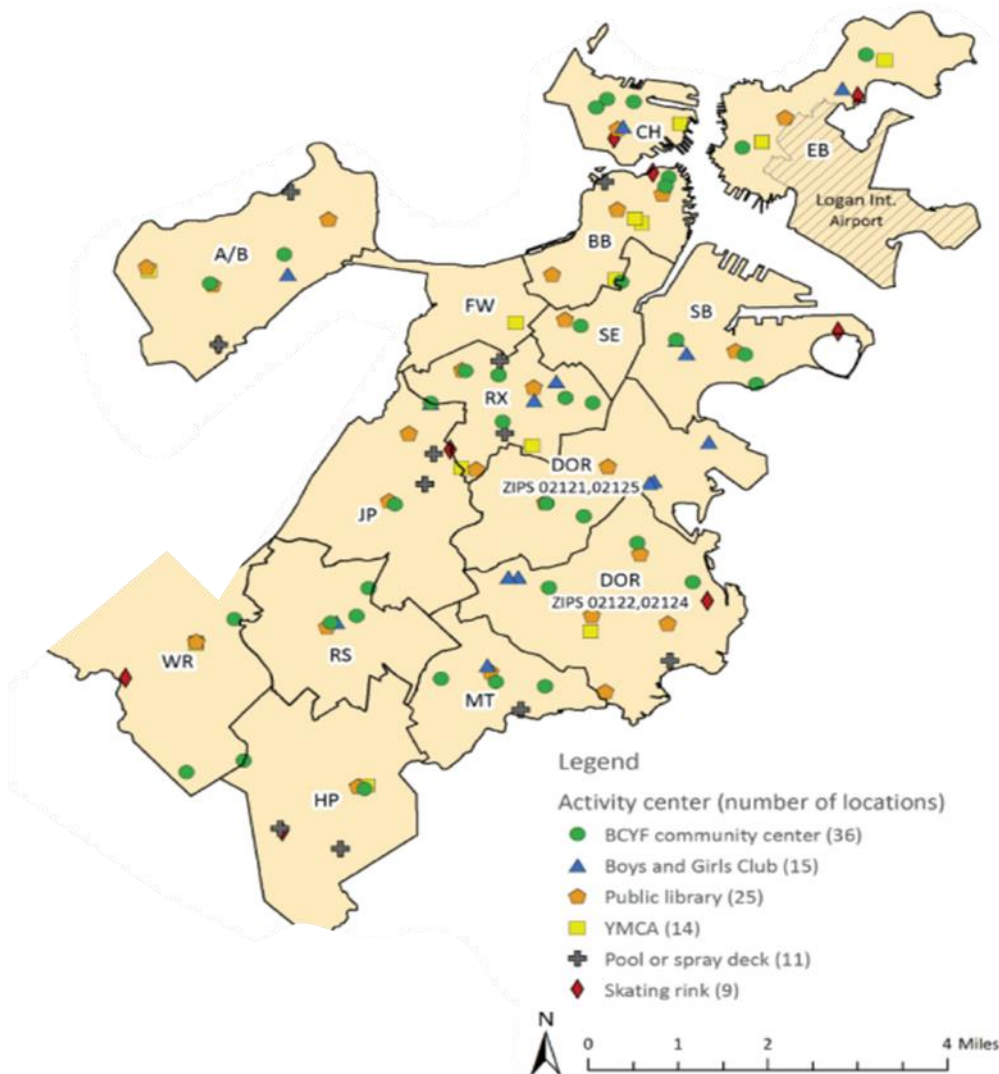 CH
EB
Logan Int.
Airport
A/B
BB
FW
SE
SB
RX
DOR
ZIPS 02121,02125
JP
DOR
ZIPS 02122,02124
RS
WR
MT
HP
Legend
Activity center (number of locations)
BCYF community center (36)
Boys and Girls Club (15)
Public library (25)
YMCA (14)
Pool or spray deck (11)
Skating rink (9)
N
0 1 2 4 Miles